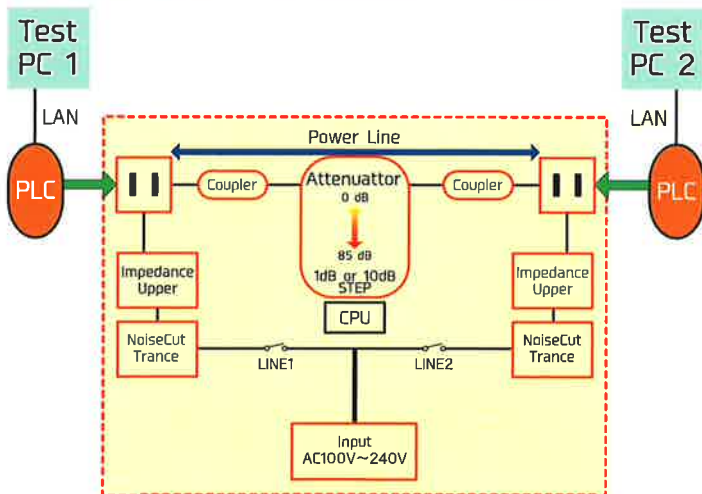 Test
PC 1
Test
PC 2
LAN
LAN
Power Line
PLC
Coupler
Attenuattor
0 dB
85 dB
1dB or 10dB
STEP
Coupler
PLC
Impedance
Upper
Impedance
Upper
CPU
NoiseCut
Trance
LINE1
LINE2
NoiseCut
Trance
Input
AC100V～240V